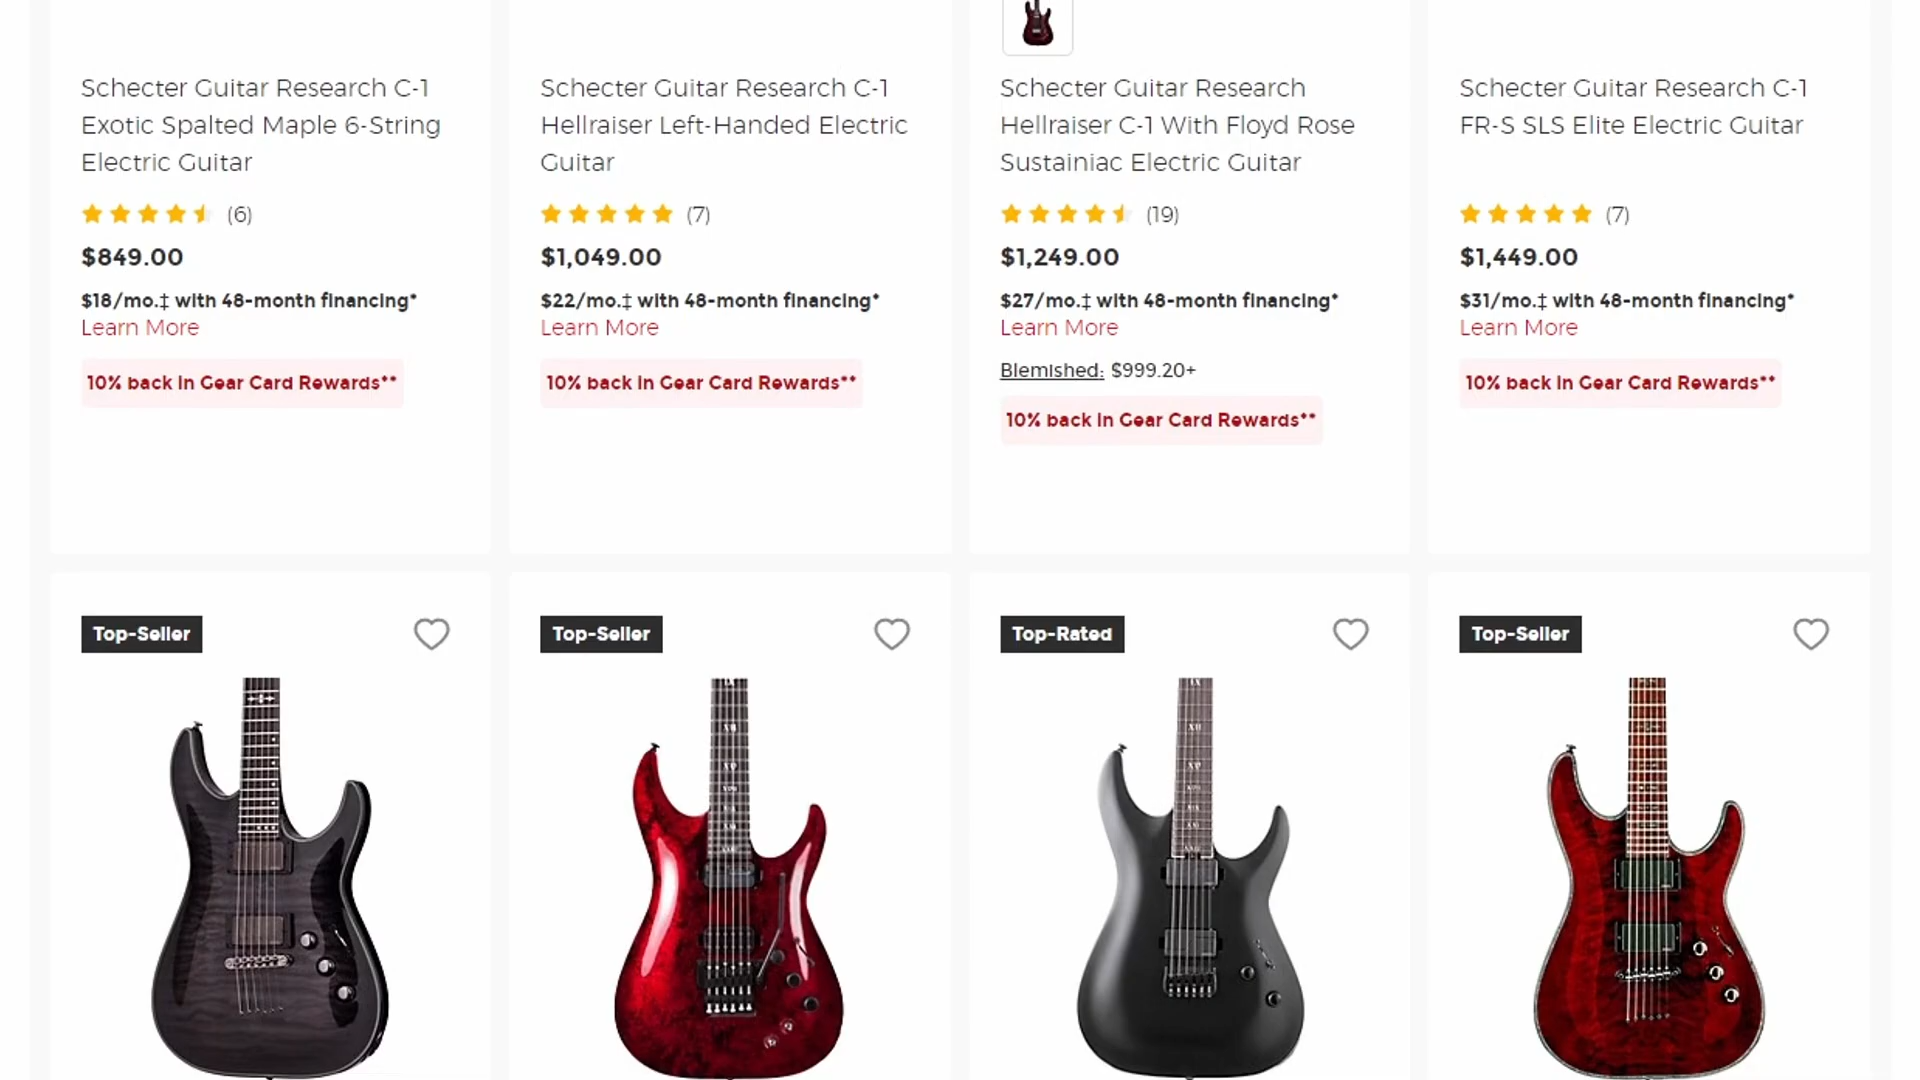 Schecter Guitar Research C-1
Exotic Spalted Maple 6-String
Electric Guitar
(6)
$849.00
$18/mo.‡ with 48-month financing*
Learn More
10% back in Gear Card Rewards**
Schecter Guitar Research C-1
Hellraiser Left-Handed Electric
Guitar
(7)
$1,049.00
$22/mo.‡ with 48-month financing*
Learn More
10% back in Gear Card Rewards**
Schecter Guitar Research
Hellraiser C-1 With Floyd Rose
Sustainiac Electric Guitar
(19)
$1,249.00
$27/mo.‡ with 48-month financing*
Learn More
Blemished: $999.20+
10% back in Gear Card Rewards**
Schecter Guitar Research C-1
FR-S SLS Elite Electric Guitar
(7)
$1,449.00
$31/mo.‡ with 48-month financing*
Learn More
10% back in Gear Card Rewards**
Top-Seller
Top-Seller
Top-Rated
Top-Seller